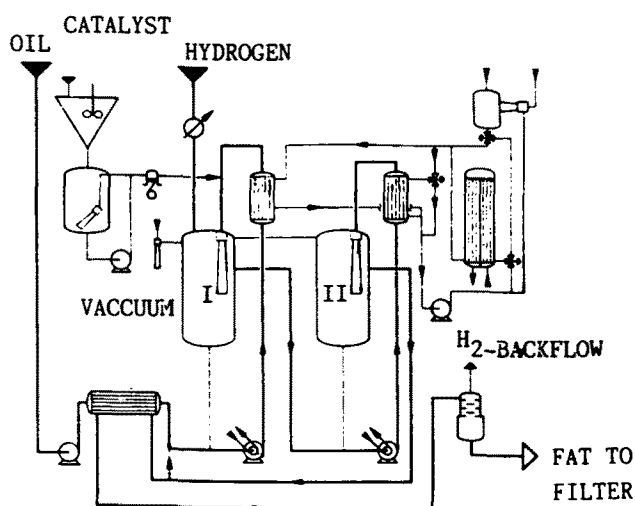 CATALYST
OIL
HYDROGEN
VACCUUM
I
II
H2-BACKFLOW
FAT TO
FILTER